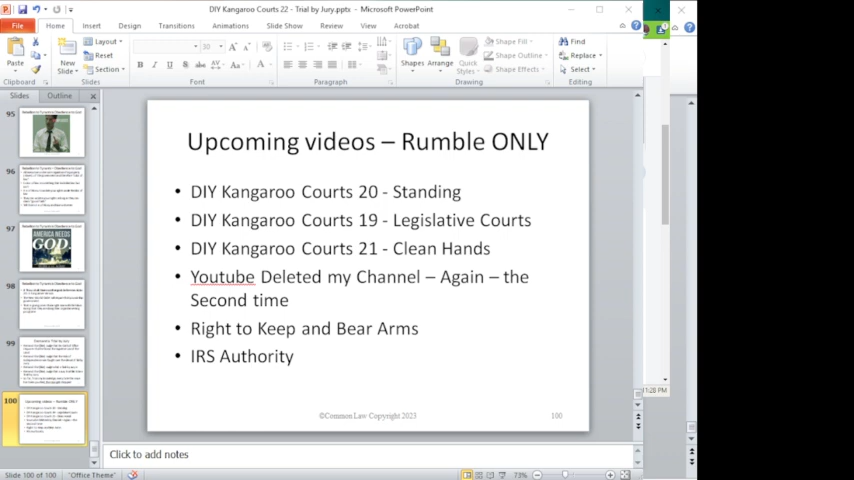 DIY Kangaroo Courts 22 - Trial by Jury.pptx - Microsoft PowerPoint
File Home Insert Design Transitions Animations Slide Show Review View Acrobat
Paste
New
Slide
Layout
Reset
Section
Shapes
Arrange
Quick
Styles
Shape Fill
Shape Outline
Shape Effects
Find
Replace
Select
Clipboard Slides Font Paragraph Drawing Editing
Slides Outline
95
96
97
AMERICA NEEDS
GOD
98
99
100
Upcoming videos – Rumble ONLY
• DIY Kangaroo Courts 20 - Standing
• DIY Kangaroo Courts 19 - Legislative Courts
• DIY Kangaroo Courts 21 - Clean Hands
• Youtube Deleted my Channel – Again – the
Second time
• Right to Keep and Bear Arms
• IRS Authority
©Common Law Copyright 2023
100
Click to add notes
Slide 100 of 100 "Office Theme" 73%